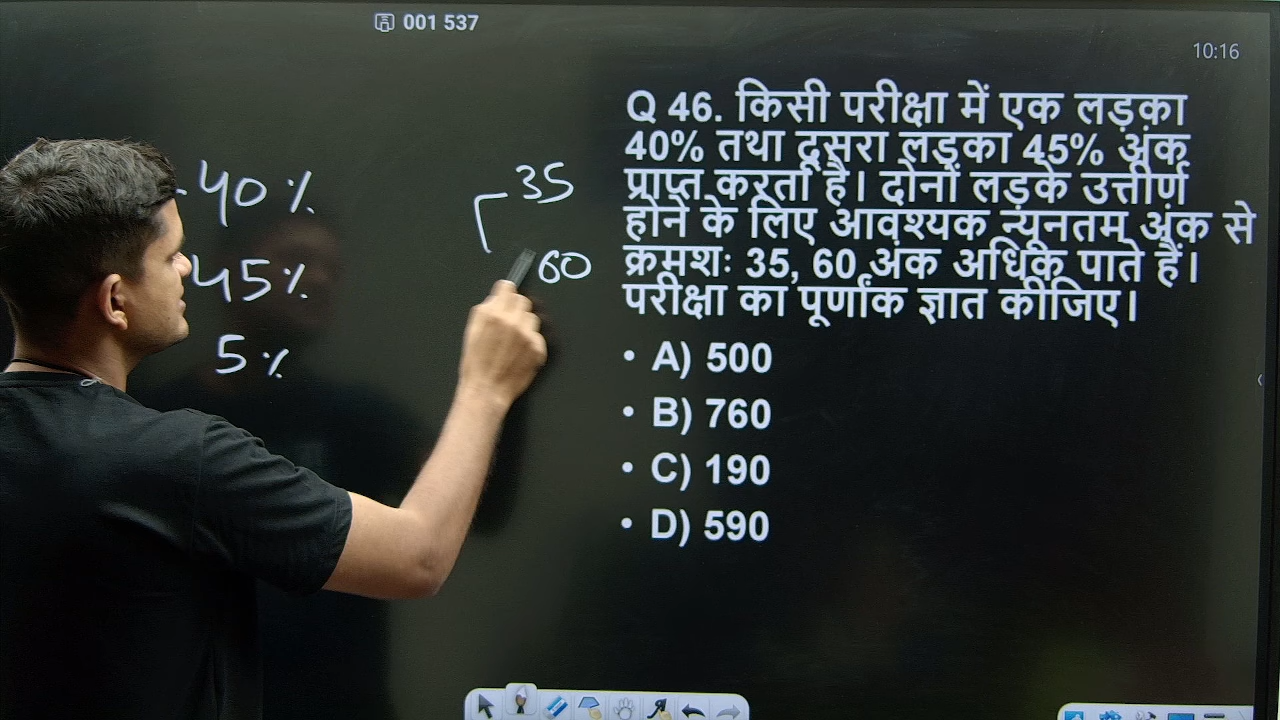 001 537
10:16
Q 46. किसी परीक्षा में एक लड़का
40% तथा दूसरा लड़का 45% अंक
प्राप्त करता है। दोनों लड़के उत्तीर्ण
होने के लिए आवश्यक न्यूनतम अंक से
क्रमशः 35, 60 अंक अधिक पाते हैं।
परीक्षा का पूर्णांक ज्ञात कीजिए।
• A) 500
• B) 760
• C) 190
• D) 590
40 %
45 %
5 %
35
60